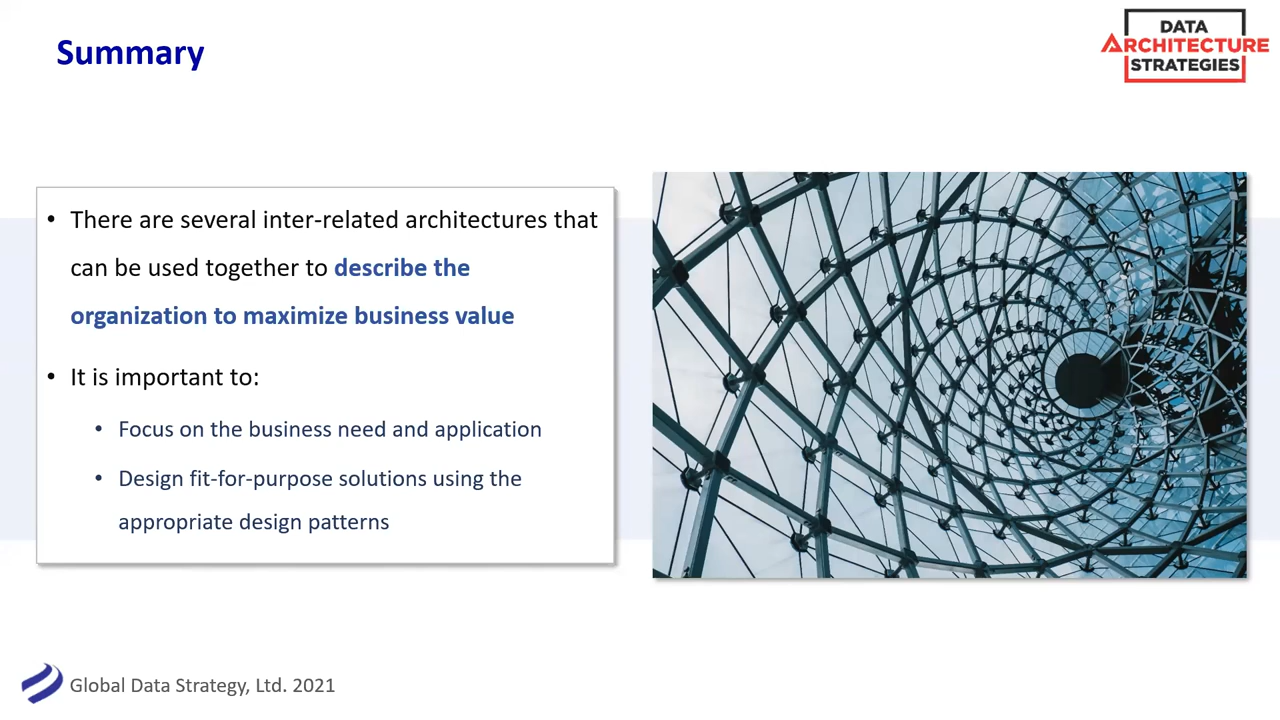 Summary
DATA
ARCHITECTURE
STRATEGIES
• There are several inter-related architectures that
can be used together to describe the
organization to maximize business value
• It is important to:
• Focus on the business need and application
• Design fit-for-purpose solutions using the
appropriate design patterns
Global Data Strategy, Ltd. 2021